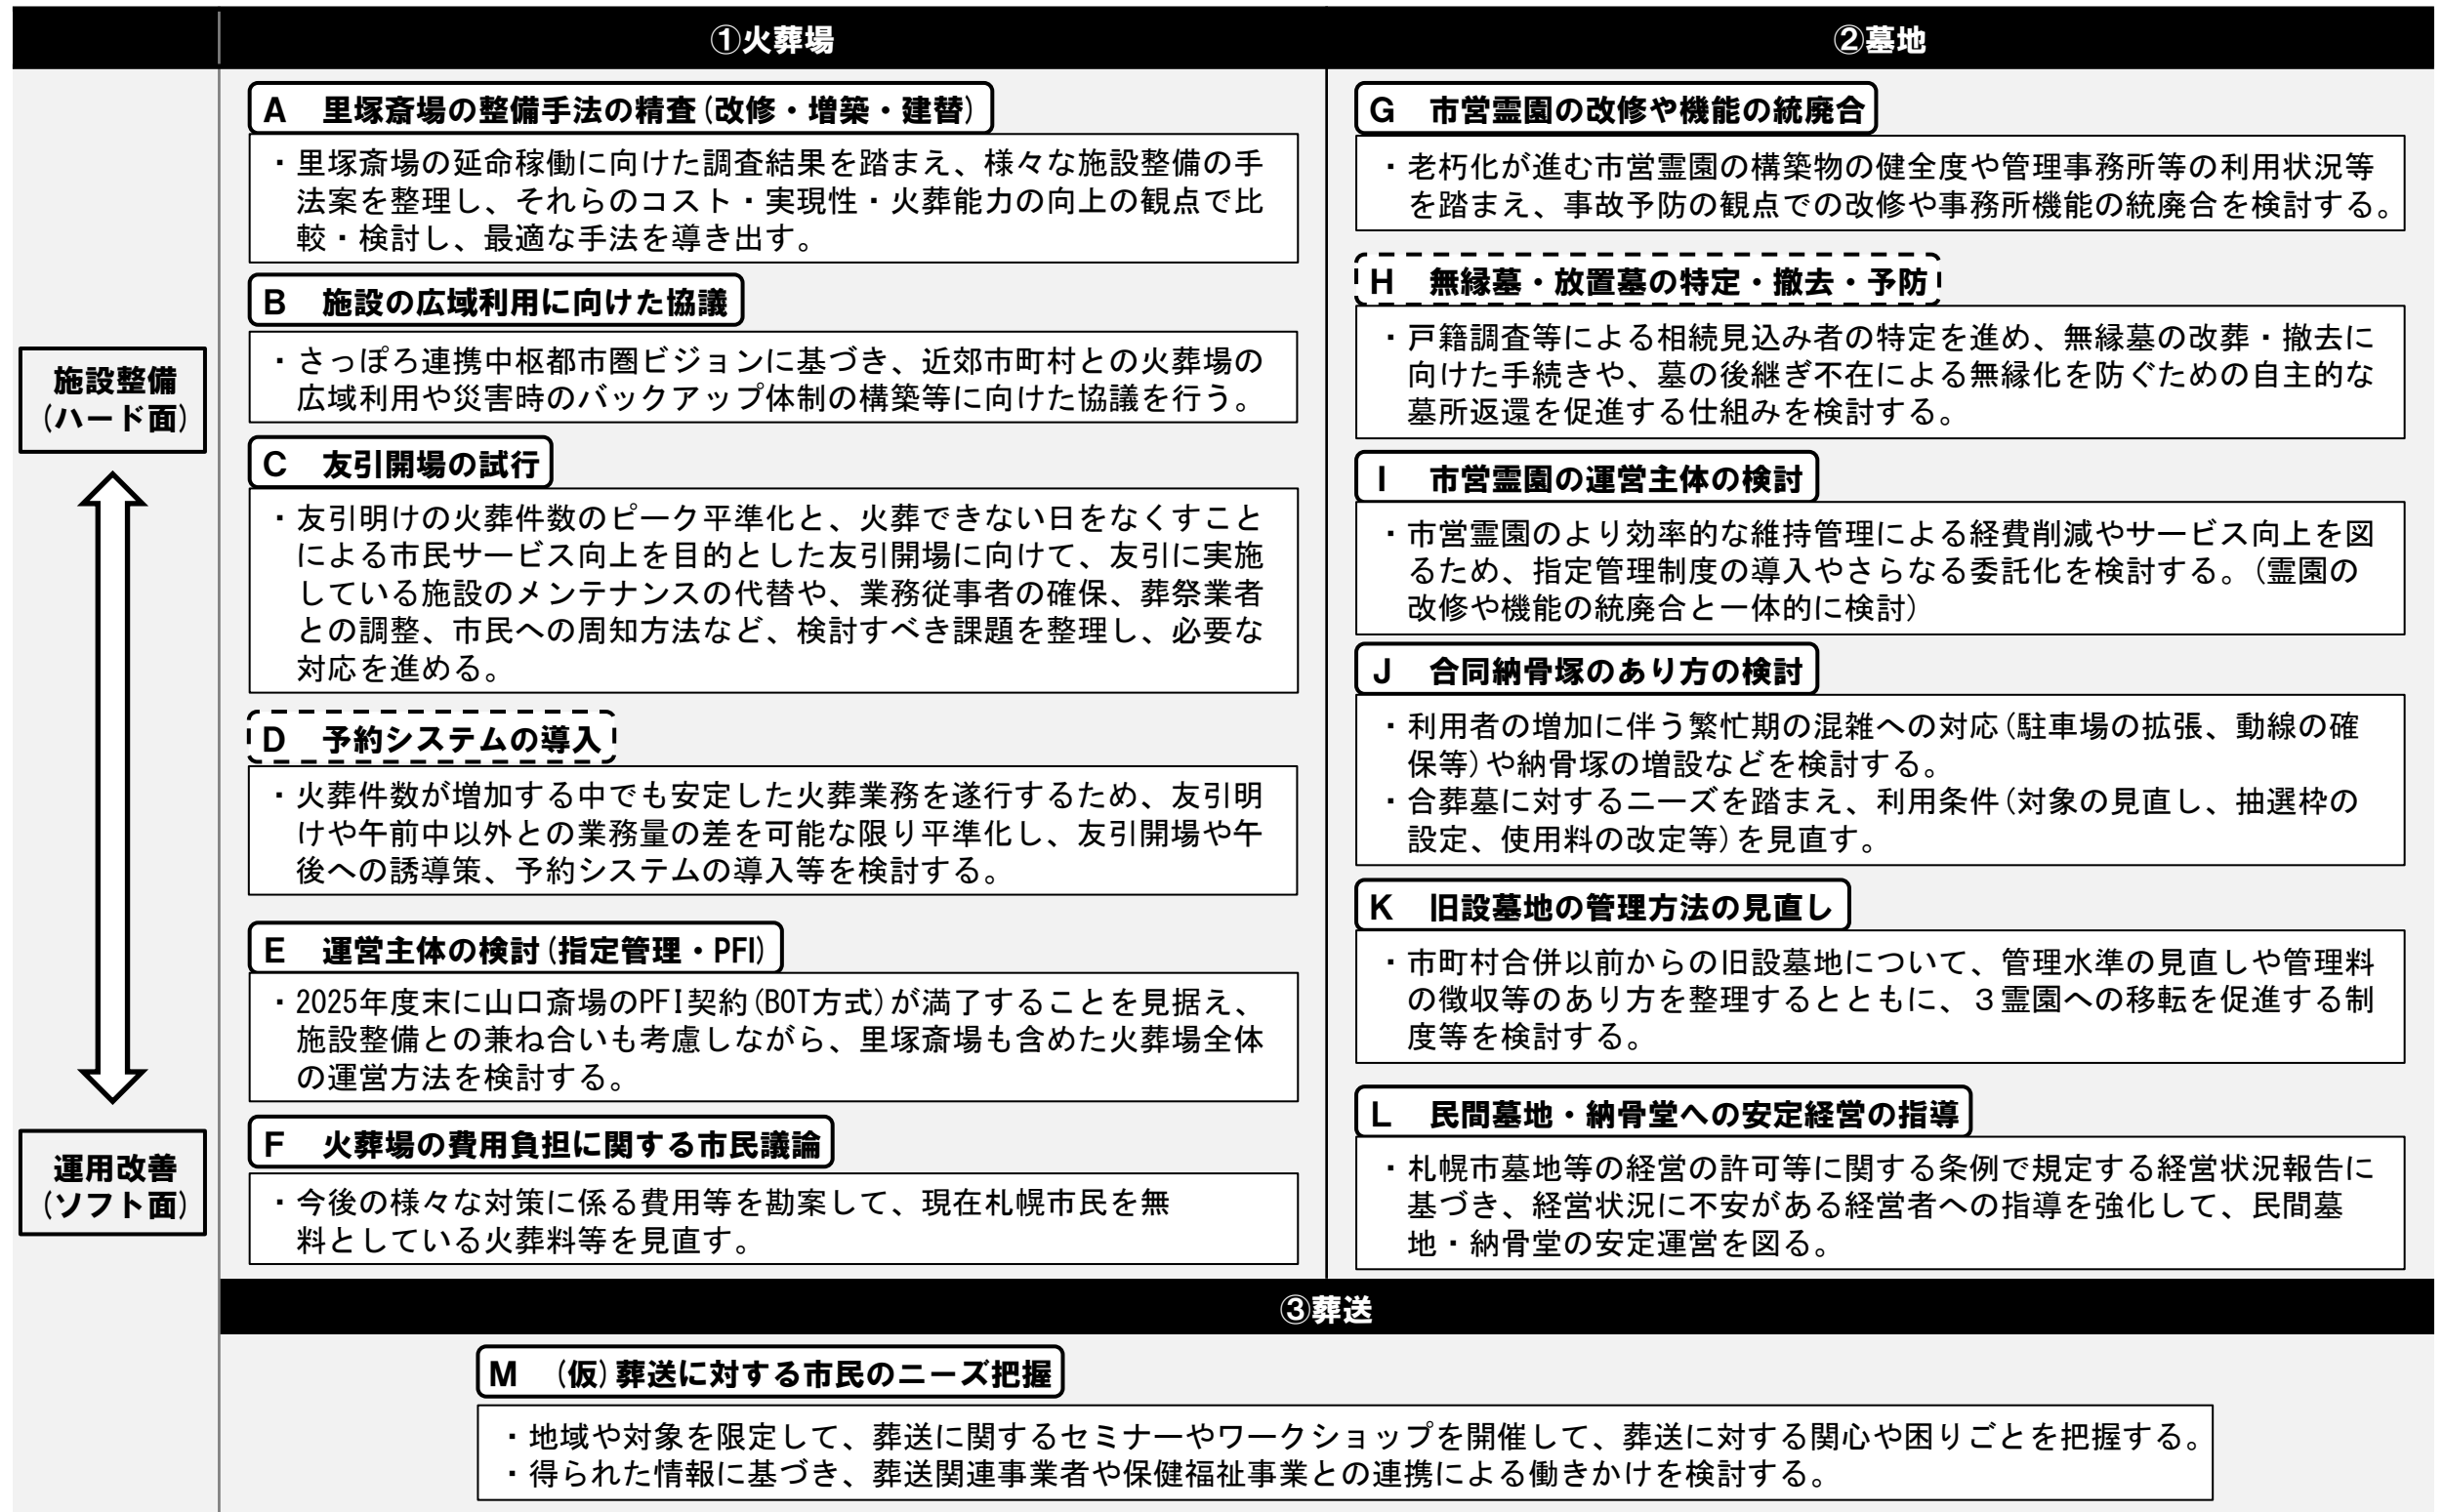 ①火葬場
②墓地
施設整備
(ハード面)
運用改善
(ソフト面)
A 里塚斎場の整備手法の精査(改修・増築・建替)
・里塚斎場の延命稼働に向けた調査結果を踏まえ、様々な施設整備の手
法案を整理し、それらのコスト・実現性・火葬能力の向上の観点で比
較・検討し、最適な手法を導き出す。
B 施設の広域利用に向けた協議
・さっぽろ連携中枢都市圏ビジョンに基づき、近郊市町村との火葬場の
広域利用や災害時のバックアップ体制の構築等に向けた協議を行う。
C 友引開場の試行
・友引明けの火葬件数のピーク平準化と、火葬できない日をなくすこと
による市民サービス向上を目的とした友引開場に向けて、友引に実施
している施設のメンテナンスの代替や、業務従事者の確保、葬祭業者
との調整、市民への周知方法など、検討すべき課題を整理し、必要な
対応を進める。
D 予約システムの導入
・火葬件数が増加する中でも安定した火葬業務を遂行するため、友引明
けや午前中以外との業務量の差を可能な限り平準化し、友引開場や午
後への誘導策、予約システムの導入等を検討する。
E 運営主体の検討(指定管理・PFI)
・2025年度末に山口斎場のPFI契約(BOT方式)が満了することを見据え、
施設整備との兼ね合いも考慮しながら、里塚斎場も含めた火葬場全体
の運営方法を検討する。
F 火葬場の費用負担に関する市民議論
・今後の様々な対策に係る費用等を勘案して、現在札幌市民を無
料としている火葬料等を見直す。
G 市営霊園の改修や機能の統廃合
・老朽化が進む市営霊園の構築物の健全度や管理事務所等の利用状況等
を踏まえ、事故予防の観点での改修や事務所機能の統廃合を検討する。
H 無縁墓・放置墓の特定・撤去・予防
・戸籍調査等による相続見込み者の特定を進め、無縁墓の改葬・撤去に
向けた手続きや、墓の後継ぎ不在による無縁化を防ぐための自主的な
墓所返還を促進する仕組みを検討する。
I 市営霊園の運営主体の検討
・市営霊園のより効率的な維持管理による経費削減やサービス向上を図
るため、指定管理制度の導入やさらなる委託化を検討する。(霊園の
改修や機能の統廃合と一体的に検討)
J 合同納骨塚のあり方の検討
・利用者の増加に伴う繁忙期の混雑への対応(駐車場の拡張、動線の確
保等)や納骨塚の増設などを検討する。
・合葬墓に対するニーズを踏まえ、利用条件(対象の見直し、抽選枠の
設定、使用料の改定等)を見直す。
K 旧設墓地の管理方法の見直し
・市町村合併以前からの旧設墓地について、管理水準の見直しや管理料
の徴収等のあり方を整理するとともに、３霊園への移転を促進する制
度等を検討する。
L 民間墓地・納骨堂への安定経営の指導
・札幌市墓地等の経営の許可等に関する条例で規定する経営状況報告に
基づき、経営状況に不安がある経営者への指導を強化して、民間墓
地・納骨堂の安定運営を図る。
③葬送
M (仮)葬送に対する市民のニーズ把握
・地域や対象を限定して、葬送に関するセミナーやワークショップを開催して、葬送に対する関心や困りごとを把握する。
・得られた情報に基づき、葬送関連事業者や保健福祉事業との連携による働きかけを検討する。